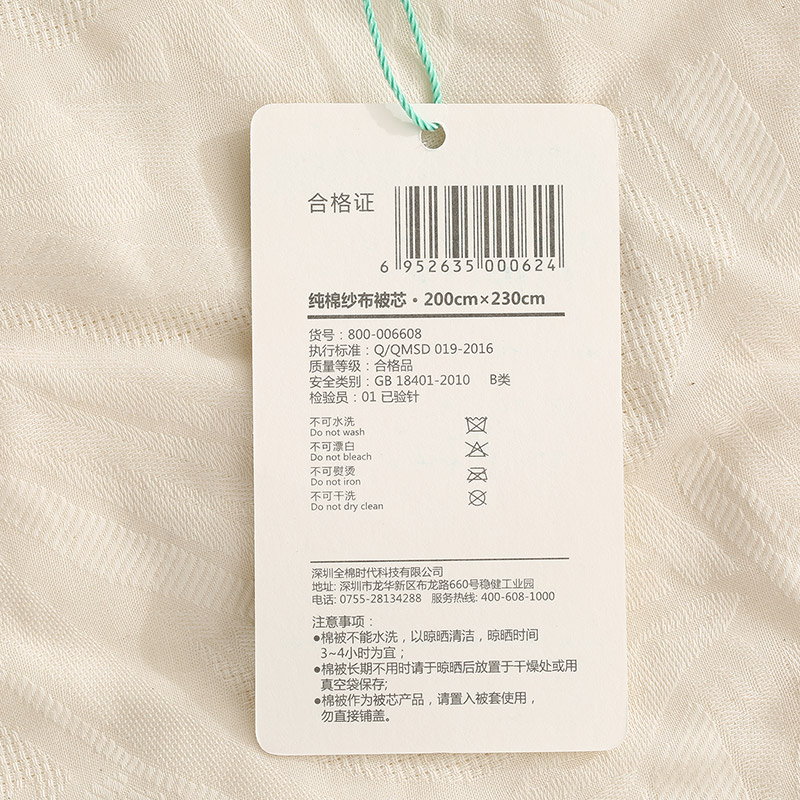 合格证
6 952635 000624
纯棉纱布被芯·200cm×230cm
货号：800-006608
执行标准：Q/QMSD 019-2016
质量等级：合格品
安全类别：GB 18401-2010 B类
检验员：01 已验针
不可水洗
Do not wash
不可漂白
Do not bleach
不可熨烫
Do not iron
不可干洗
Do not dry clean
深圳全棉时代科技有限公司
地址: 深圳市龙华新区布龙路660号稳健工业园
电话: 0755-28134288 服务热线: 400-608-1000
注意事项：
●棉被不能水洗，以晾晒清洁，晾晒时间
3~4小时为宜；
●棉被长期不用时请于晾晒后放置于干燥处或用
真空袋保存;
●棉被作为被芯产品，请置入被套使用，
勿直接铺盖。